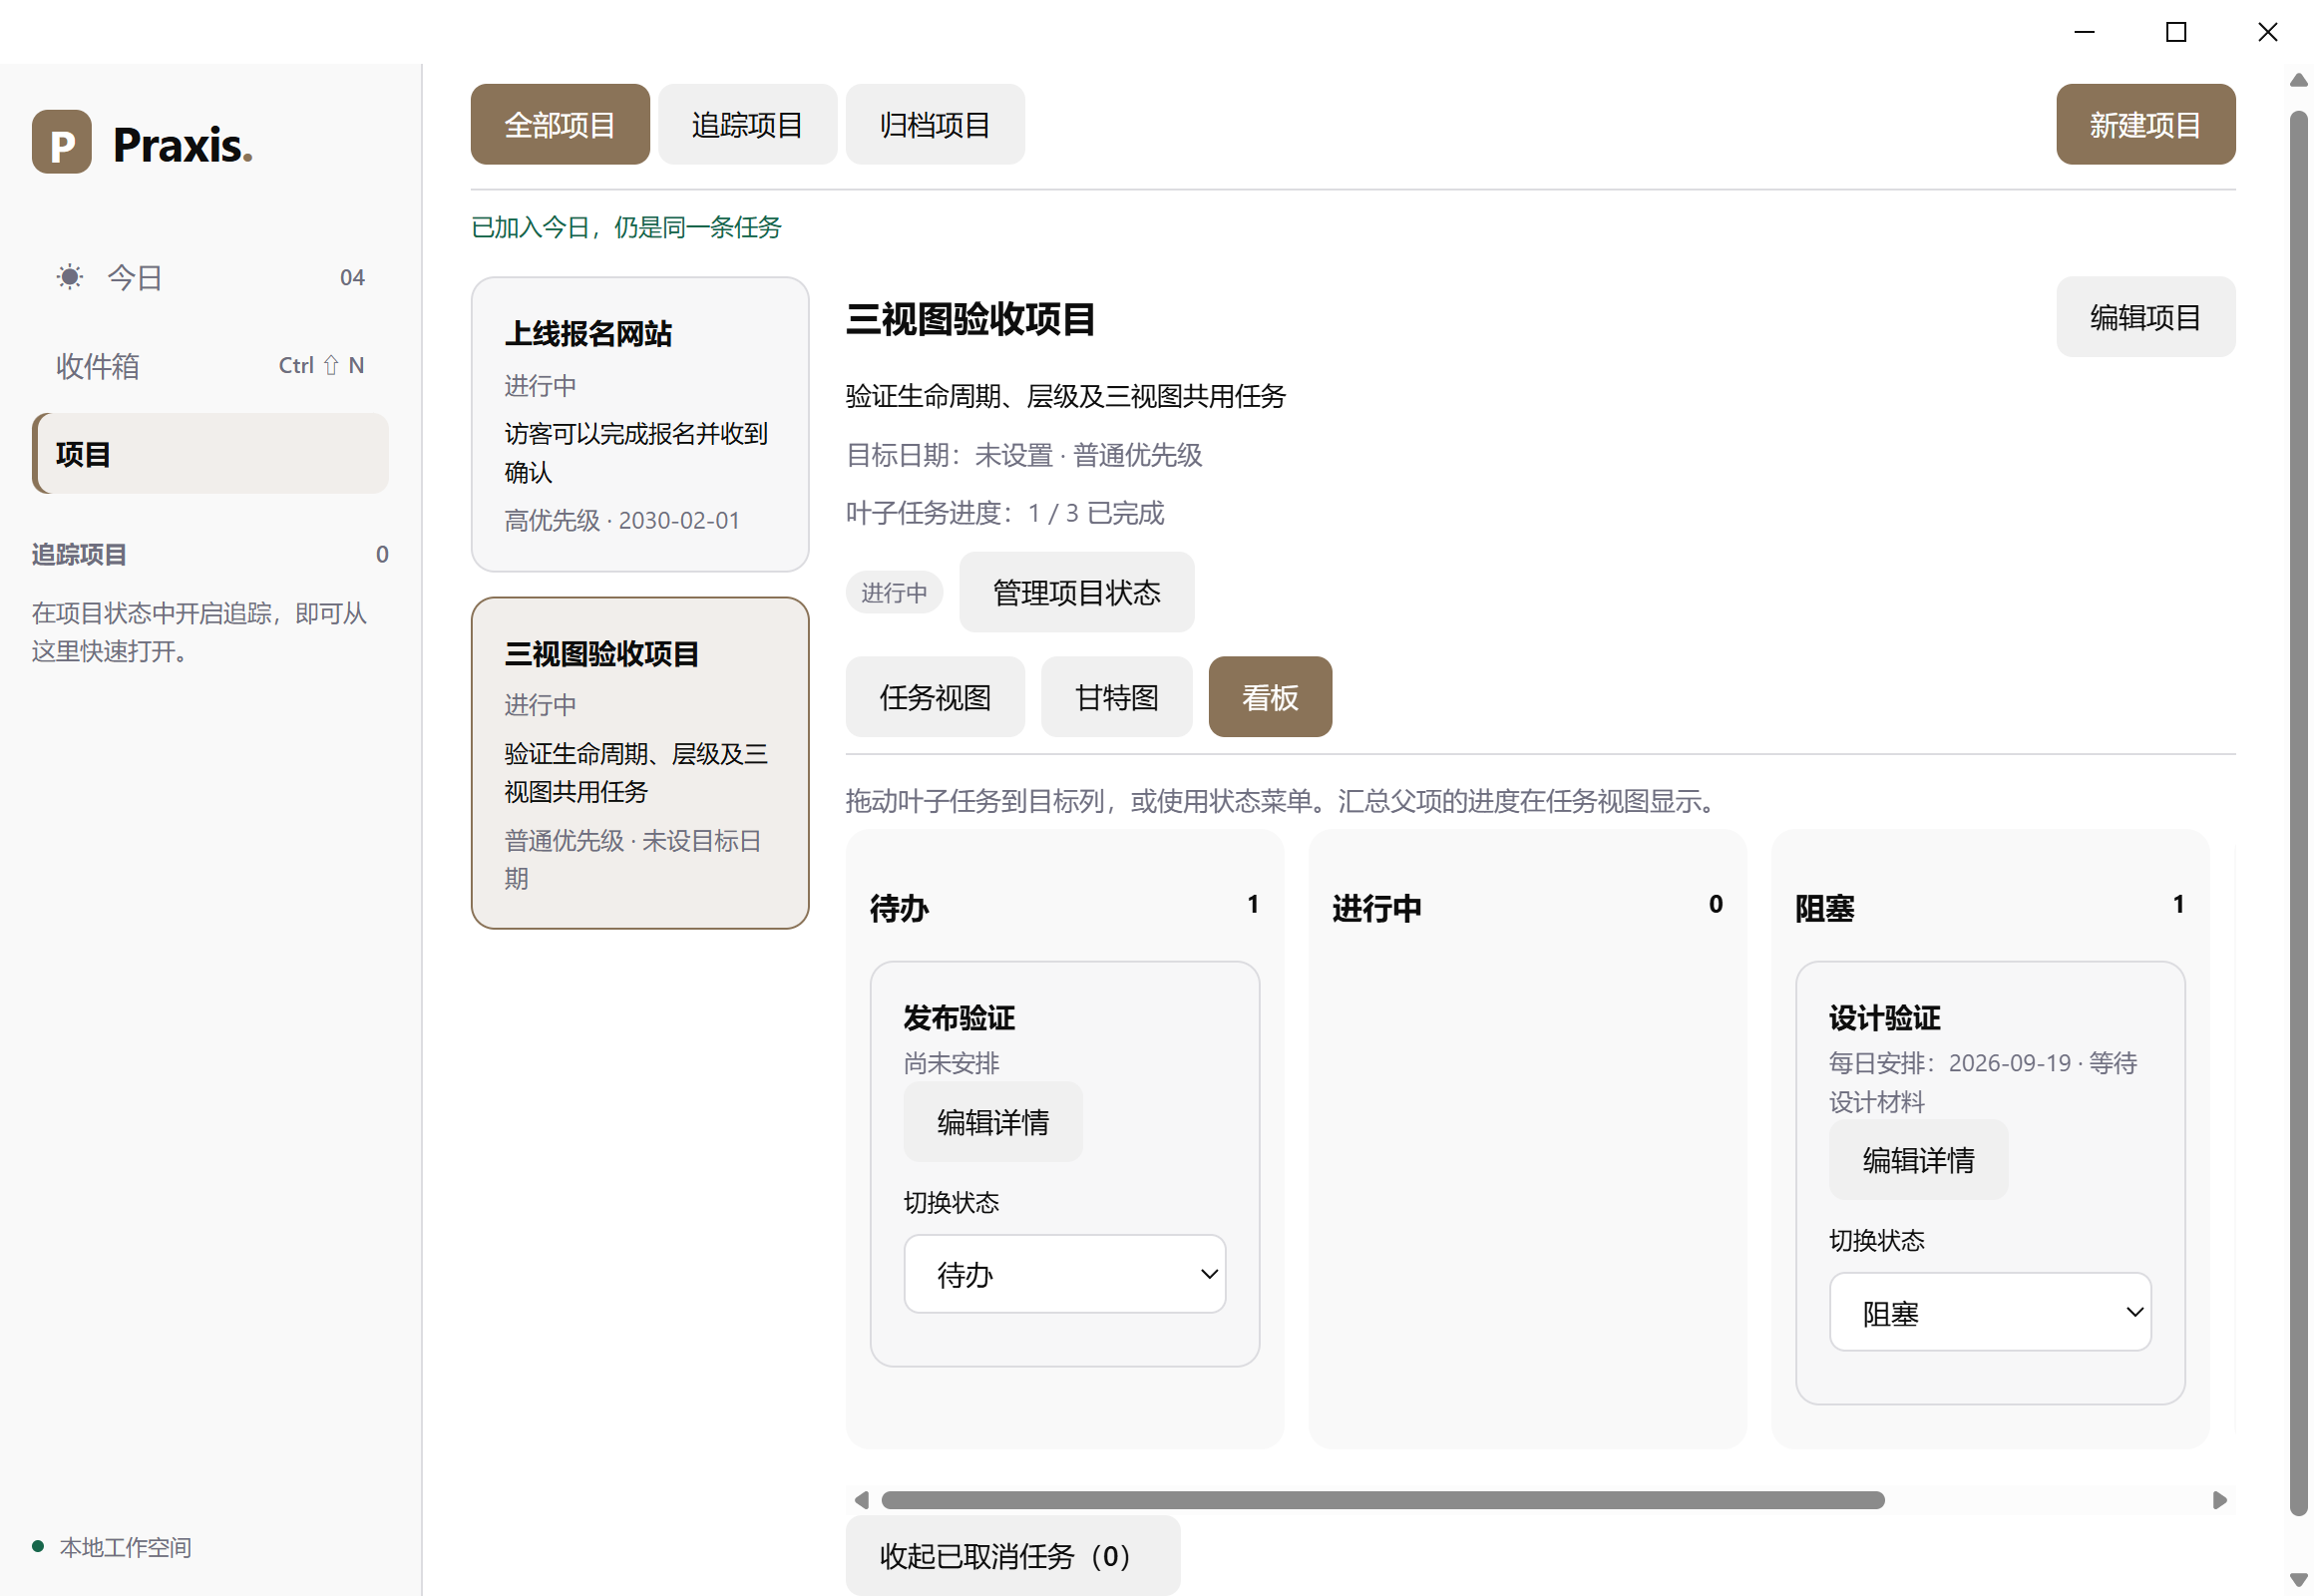 P Praxis.
今日 04
收件箱 Ctrl ⇧ N
项目
追踪项目 0
在项目状态中开启追踪，即可从
这里快速打开。
本地工作空间
全部项目 追踪项目 归档项目 新建项目
已加入今日，仍是同一条任务
上线报名网站
进行中
访客可以完成报名并收到
确认
高优先级 · 2030-02-01
三视图验收项目
进行中
验证生命周期、层级及三
视图共用任务
普通优先级 · 未设目标日
期
三视图验收项目 编辑项目
验证生命周期、层级及三视图共用任务
目标日期：未设置 · 普通优先级
叶子任务进度：1 / 3 已完成
进行中 管理项目状态
任务视图 甘特图 看板
拖动叶子任务到目标列，或使用状态菜单。汇总父项的进度在任务视图显示。
待办 1
发布验证
尚未安排
编辑详情
切换状态
待办
进行中 0
阻塞 1
设计验证
每日安排：2026-09-19 · 等待
设计材料
编辑详情
切换状态
阻塞
收起已取消任务（0）